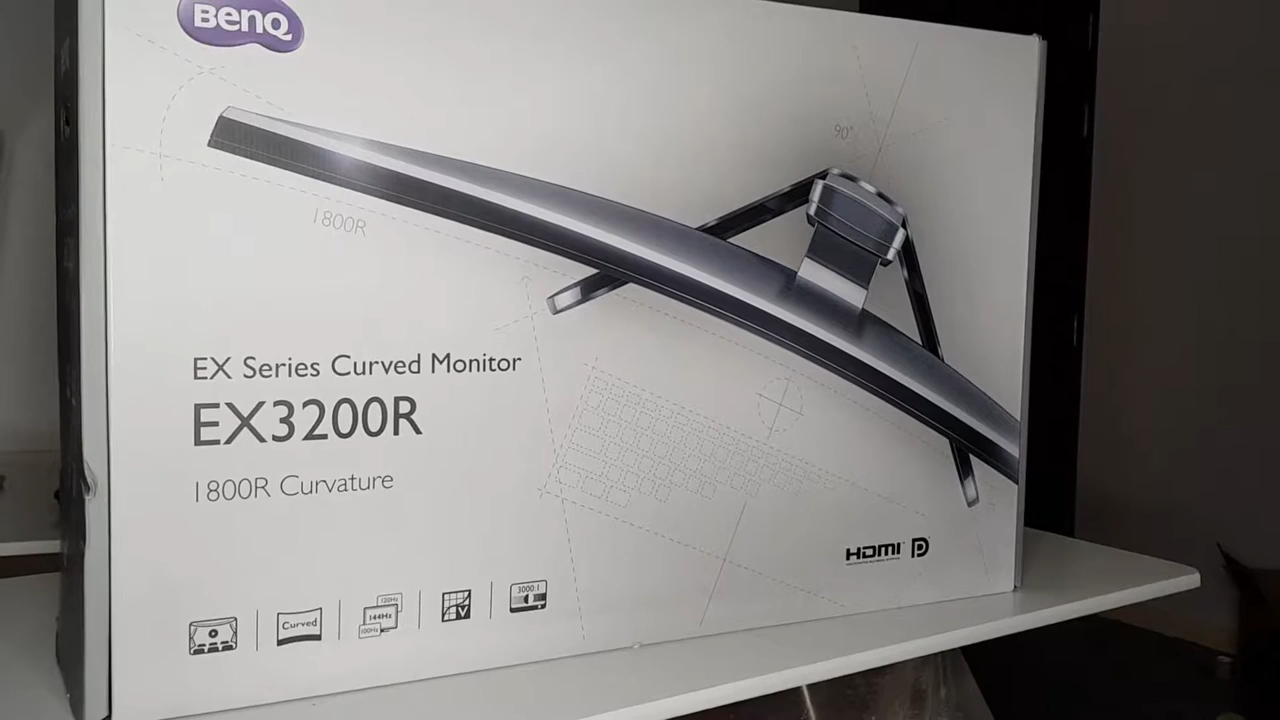 BenQ
90°
1800R
EX Series Curved Monitor
EX3200R
1800R Curvature
HDMI
Curved
120Hz
144Hz
100Hz
3000:1